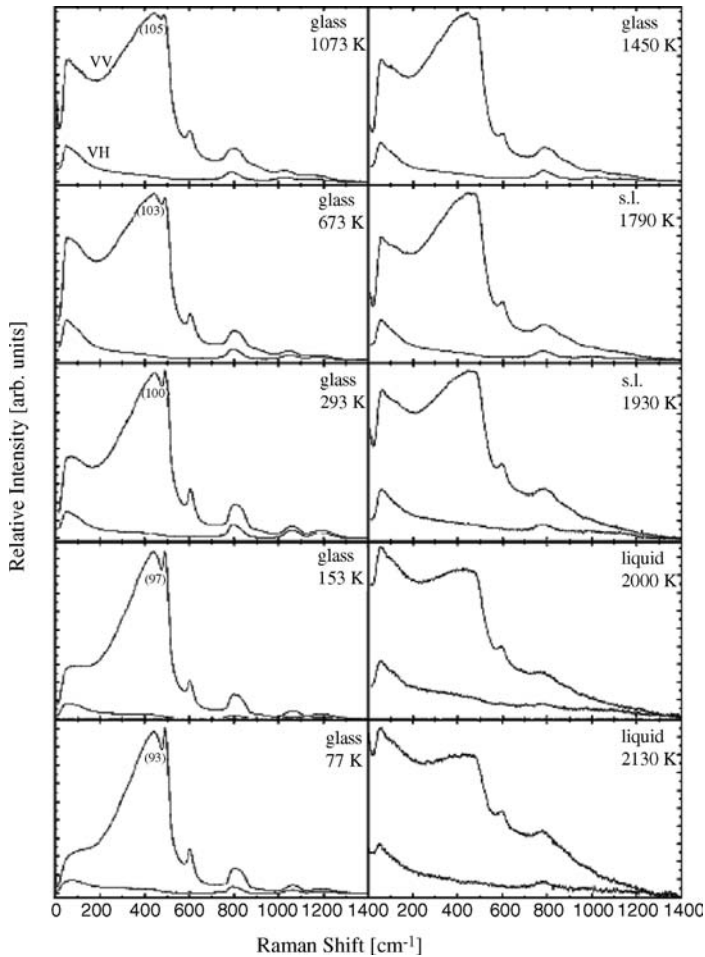 glass
1073 K
(105)
VV
VH
glass
1450 K
glass
673 K
(103)
s.l.
1790 K
glass
293 K
(100)
s.l.
1930 K
glass
153 K
(97)
liquid
2000 K
glass
77 K
(93)
liquid
2130 K
Relative Intensity [arb. units]
0 200 400 600 800 1000 1200 1400 200 400 600 800 1000 1200 1400
Raman Shift [cm-1]